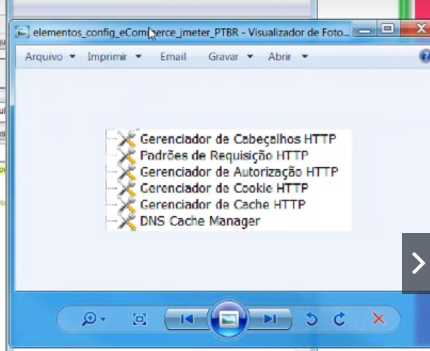 elementos_config_eCommerce_jmeter_PTBR - Visualizador de Foto...
Arquivo Imprimir Email Gravar Abrir
Gerenciador de Cabeçalhos HTTP
Padrões de Requisição HTTP
Gerenciador de Autorização HTTP
Gerenciador de Cookie HTTP
Gerenciador de Cache HTTP
DNS Cache Manager